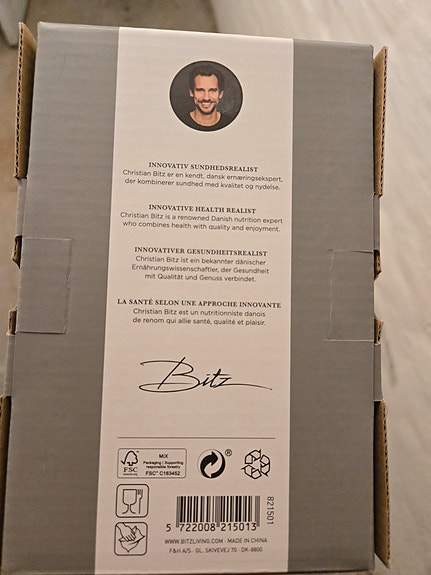 INNOVATIV SUNDHEDSREALIST
Christian Bitz er en kendt, dansk ernæringsekspert,
der kombinerer sundhed med kvalitet og nydelse.
INNOVATIVE HEALTH REALIST
Christian Bitz is a renowned Danish nutrition expert
who combines health with quality and enjoyment.
INNOVATIVER GESUNDHEITSREALIST
Christian Bitz ist ein bekannter dänischer
Ernährungswissenschaftler, der Gesundheit
mit Qualität und Genuss verbindet.
LA SANTÉ SELON UNE APPROCHE INNOVANTE
Christian Bitz est un nutritionniste danois
de renom qui allie santé, qualité et plaisir.
Bitz
FSC
MIX
Packaging | Supporting
responsible forestry
FSC™ C163452
®
821501
5 722008 215013
WWW.BITZLIVING.COM · MADE IN CHINA
F&H A/S · GL. SKIVEVEJ 70 · DK-8800